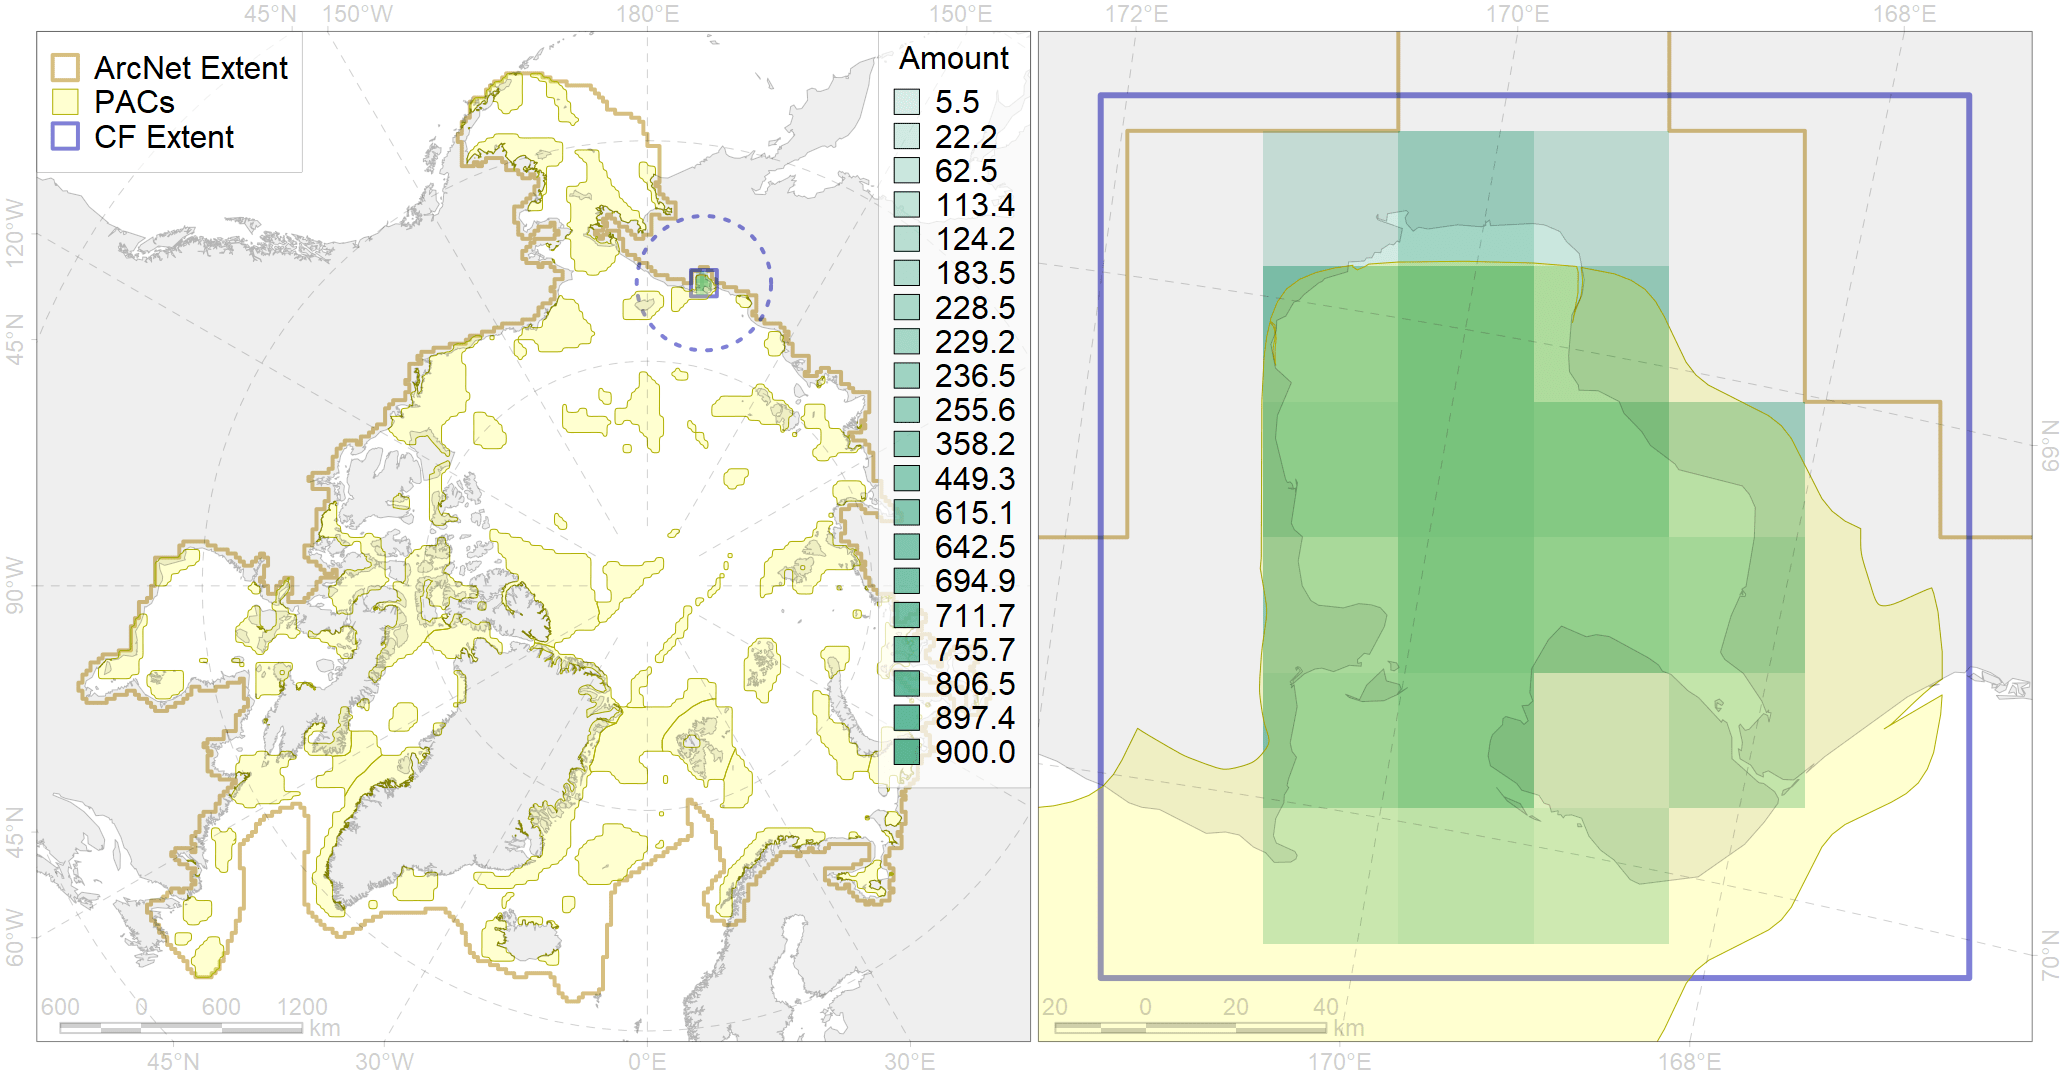 45°N 150°W 180°E 150°E 172°E 170°E 168°E
ArcNet Extent
PACs
CF Extent
Amount
5.5
22.2
62.5
113.4
124.2
183.5
228.5
229.2
236.5
255.6
358.2
449.3
615.1
642.5
694.9
711.7
755.7
806.5
897.4
900.0
120°W
45°N
90°W
45°N
60°W
69°N
70°N
600 0 600 1200
km
20 0 20 40
km
45°N 30°W 0°E 30°E 170°E 168°E